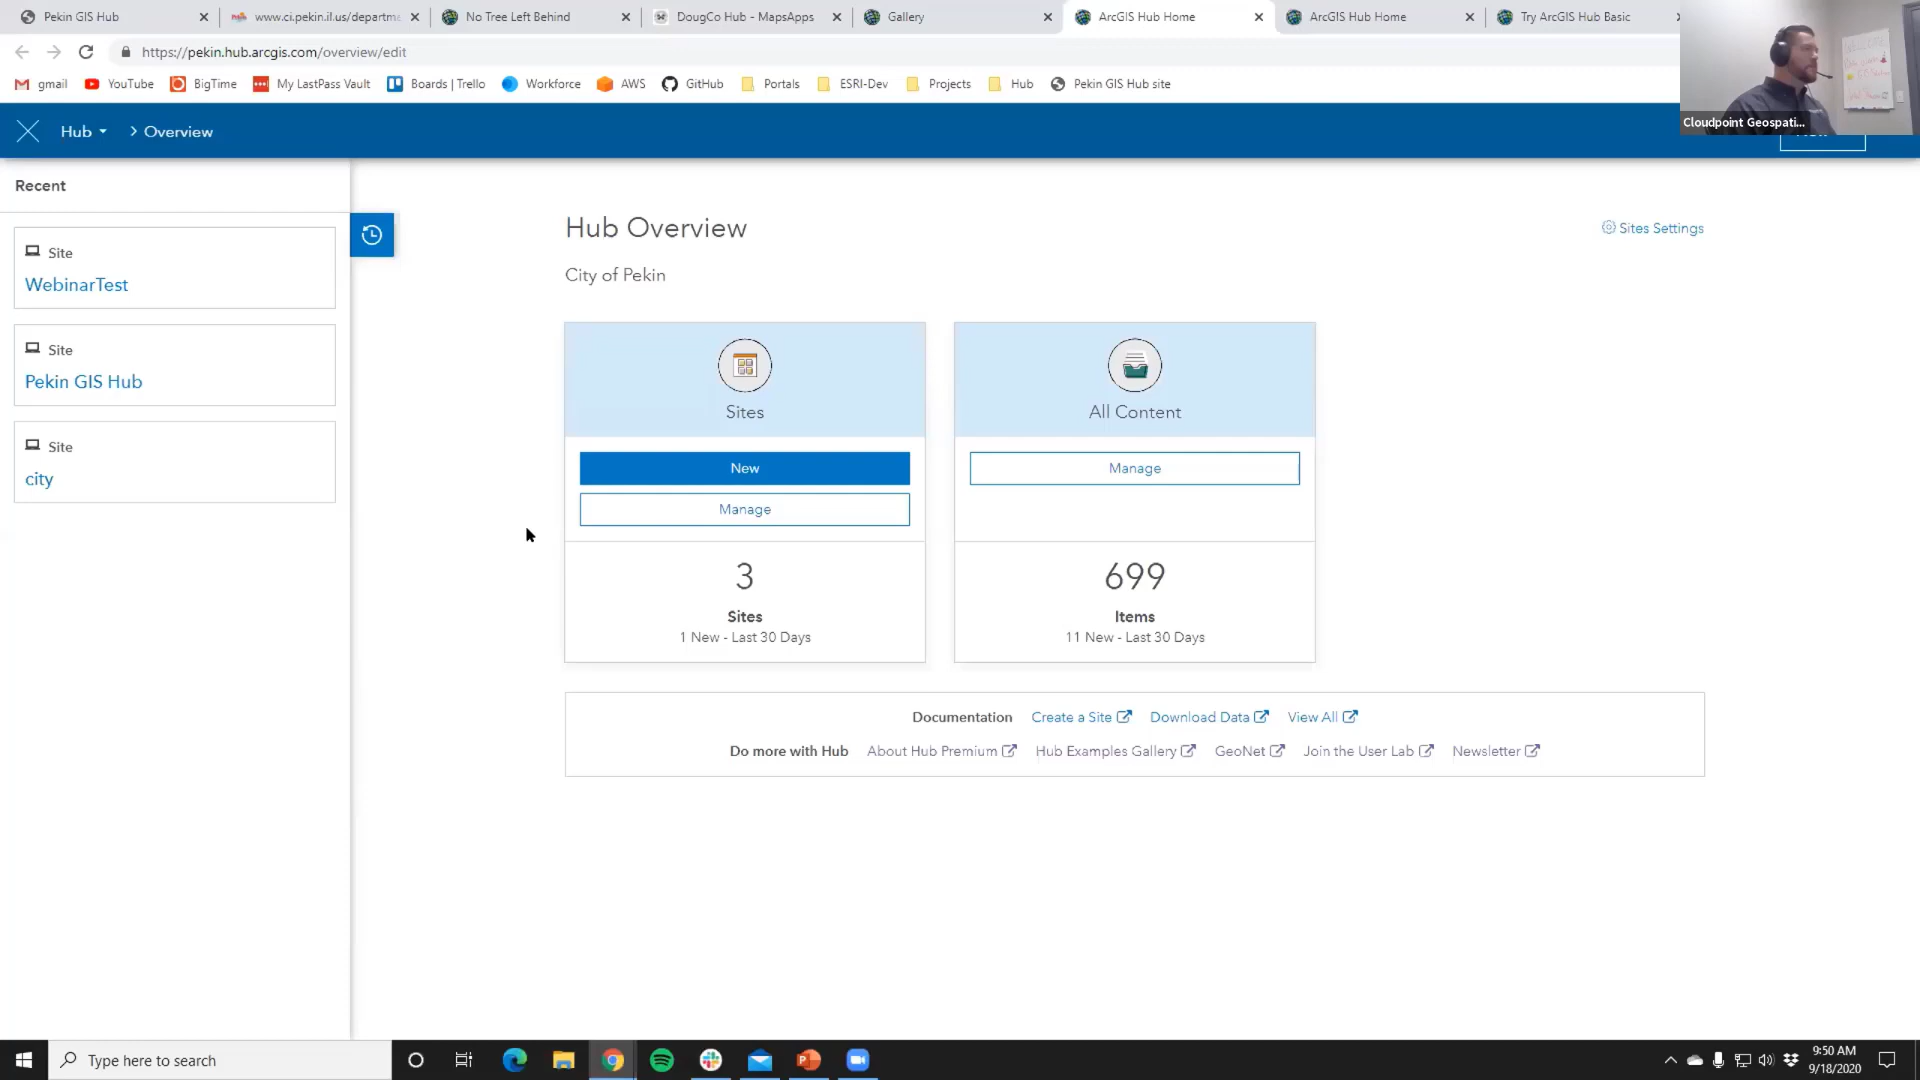 Pekin GIS Hub
www.ci.pekin.il.us/departme
No Tree Left Behind
DougCo Hub - MapsApps
Gallery
ArcGIS Hub Home
ArcGIS Hub Home
Try ArcGIS Hub Basic
https://pekin.hub.arcgis.com/overview/edit
gmail
YouTube
BigTime
My LastPass Vault
Boards | Trello
Workforce
AWS
GitHub
Portals
ESRI-Dev
Projects
Hub
Pekin GIS Hub site
Cloudpoint Geospati...
Hub > Overview
Recent
Site
WebinarTest
Site
Pekin GIS Hub
Site
city
Hub Overview
Sites Settings
City of Pekin
Sites
New
Manage
3
Sites
1 New - Last 30 Days
All Content
Manage
699
Items
11 New - Last 30 Days
Documentation Create a Site Download Data View All
Do more with Hub About Hub Premium Hub Examples Gallery GeoNet Join the User Lab Newsletter
Type here to search
9:50 AM
9/18/2020